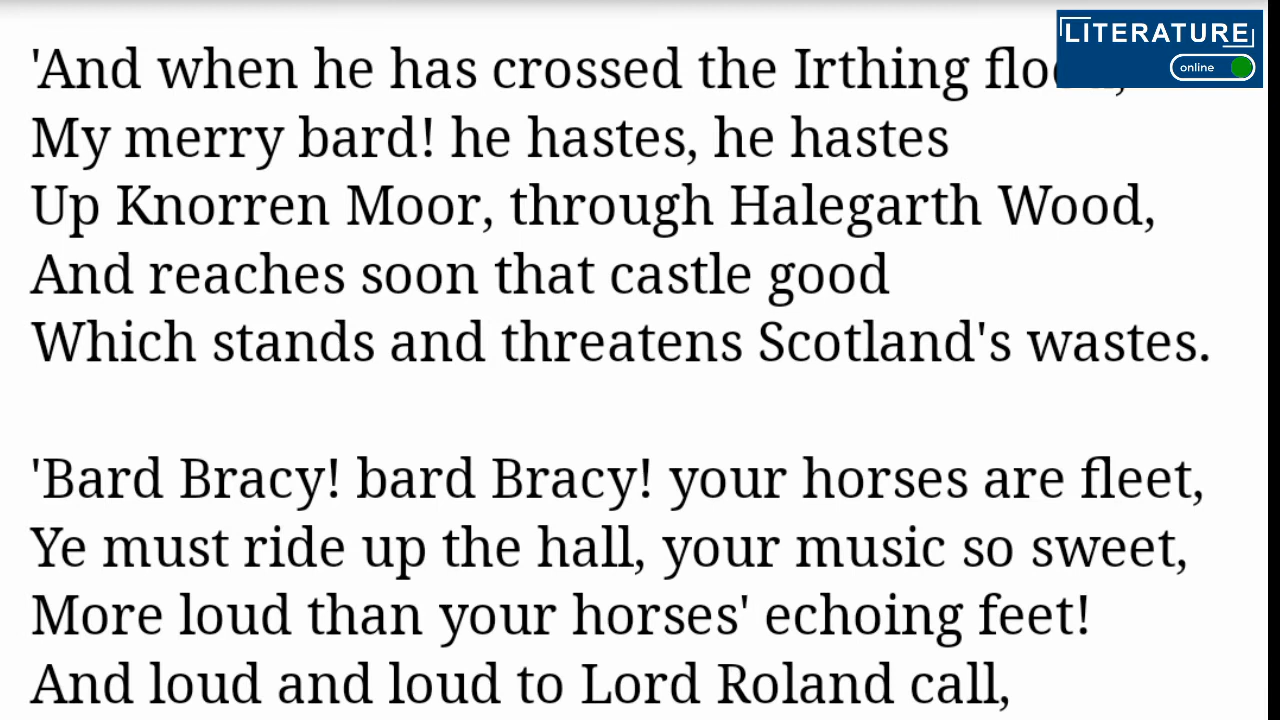 'And when he has crossed the Irthing
My merry bard! he hastes, he hastes
Up Knorren Moor, through Halegarth Wood,
And reaches soon that castle good
Which stands and threatens Scotland's wastes.
'Bard Bracy! bard Bracy! your horses are fleet,
Ye must ride up the hall, your music so sweet,
More loud than your horses' echoing feet!
And loud and loud to Lord Roland call,
LITERATURE
online